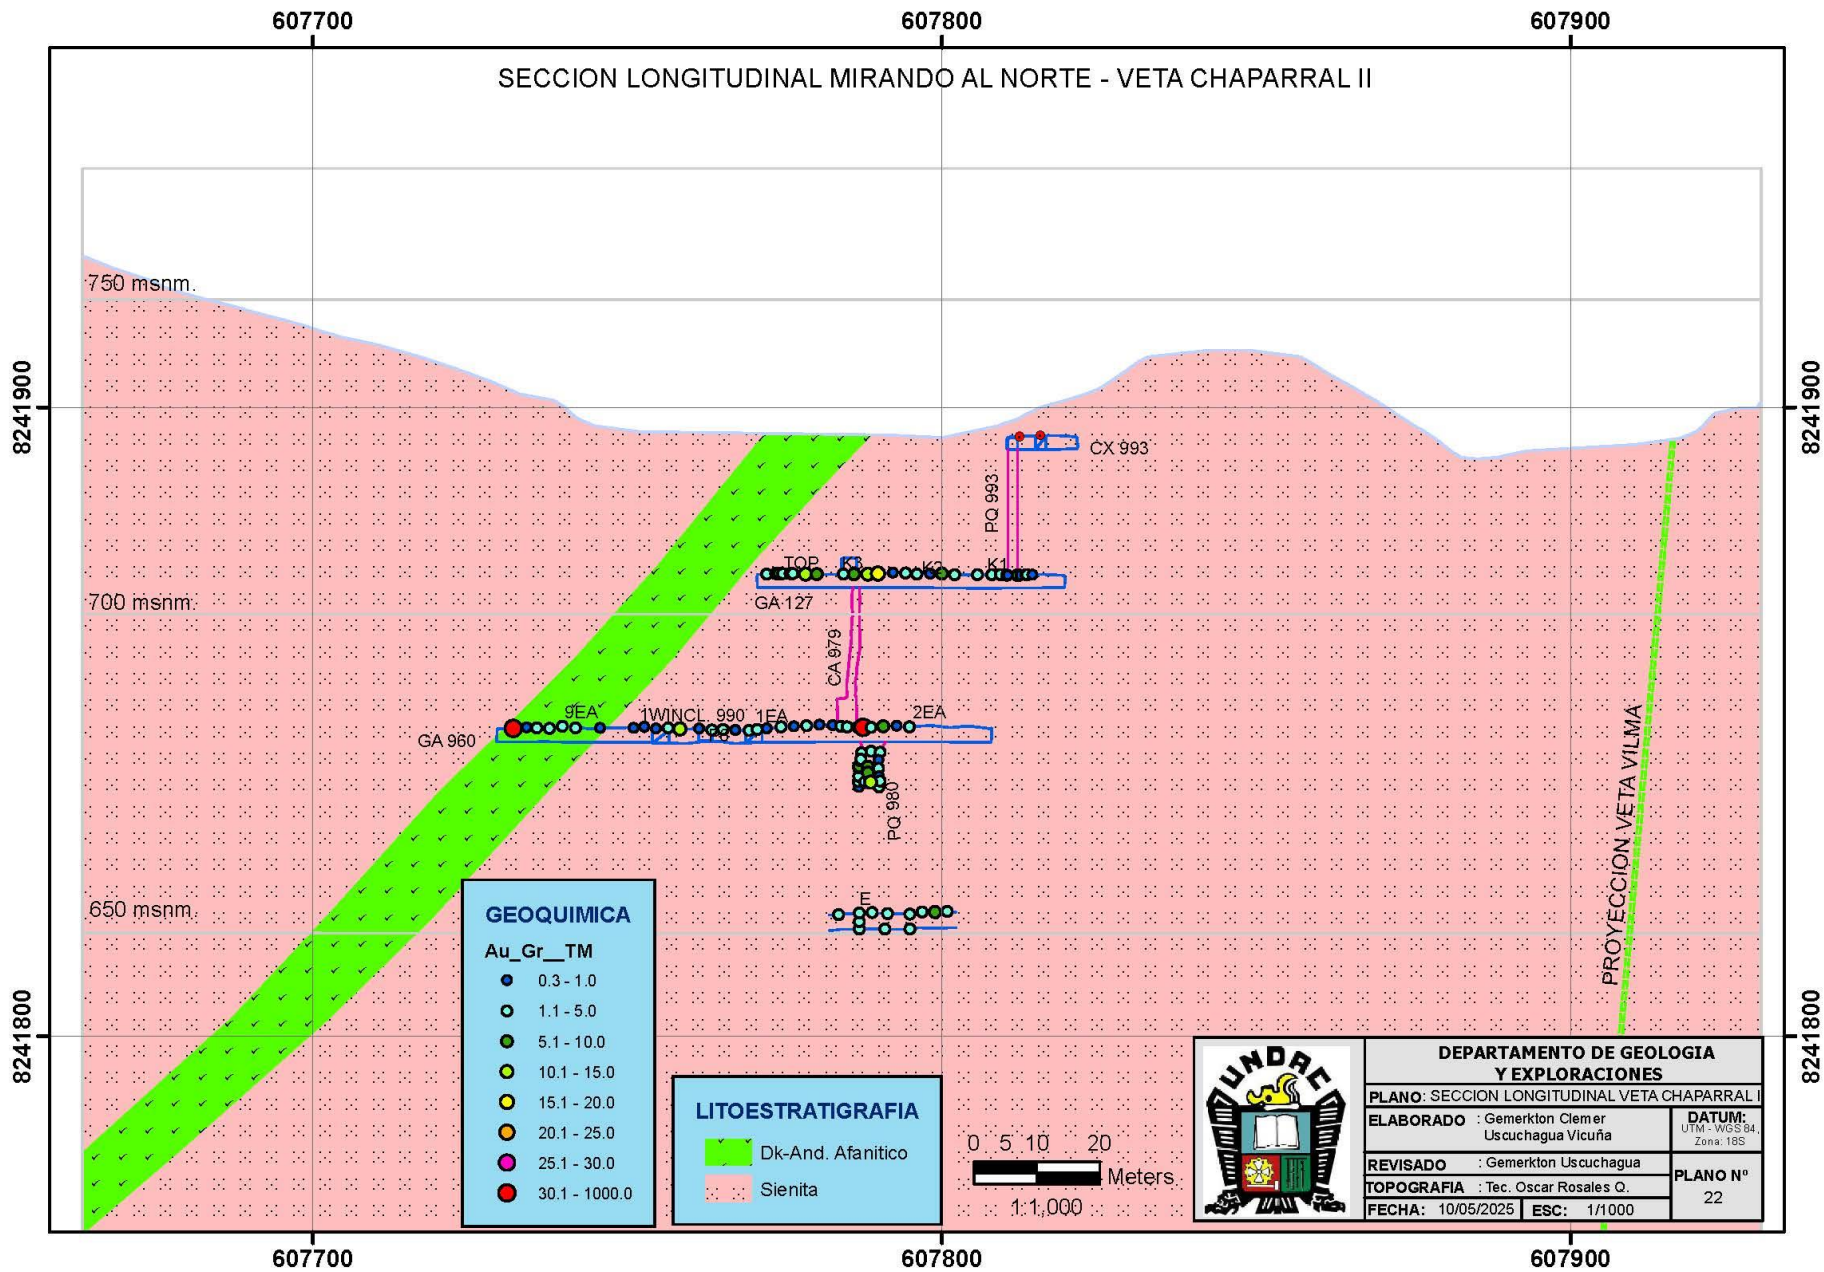 607700
607800
607900
SECCION LONGITUDINAL MIRANDO AL NORTE - VETA CHAPARRAL II
750 msnm.
8241900
8241900
CX 993
PQ 993
TOP
K3
K2
K1
GA 127
700 msnm.
CA 979
9EA
1WINCL. 990
1EA
2EA
GA 960
PQ 980
PROYECCION VETA VILMA
650 msnm.
E
GEOQUIMICA
Au_Gr__TM
0.3 - 1.0
1.1 - 5.0
5.1 - 10.0
10.1 - 15.0
15.1 - 20.0
20.1 - 25.0
25.1 - 30.0
30.1 - 1000.0
8241800
8241800
LITOESTRATIGRAFIA
Dk-And. Afanitico
Sienita
0 5 10 20
Meters
1:1,000
UNDACP
DEPARTAMENTO DE GEOLOGIA
Y EXPLORACIONES
PLANO: SECCION LONGITUDINAL VETA CHAPARRAL I
ELABORADO : Gemerkton Clemer
Uscuchagua Vicuña
DATUM:
UTM - WGS 84,
Zona: 18S
REVISADO : Gemerkton Uscuchagua
TOPOGRAFIA : Tec. Oscar Rosales Q.
PLANO Nº
22
FECHA: 10/05/2025 ESC: 1/1000
607700
607800
607900